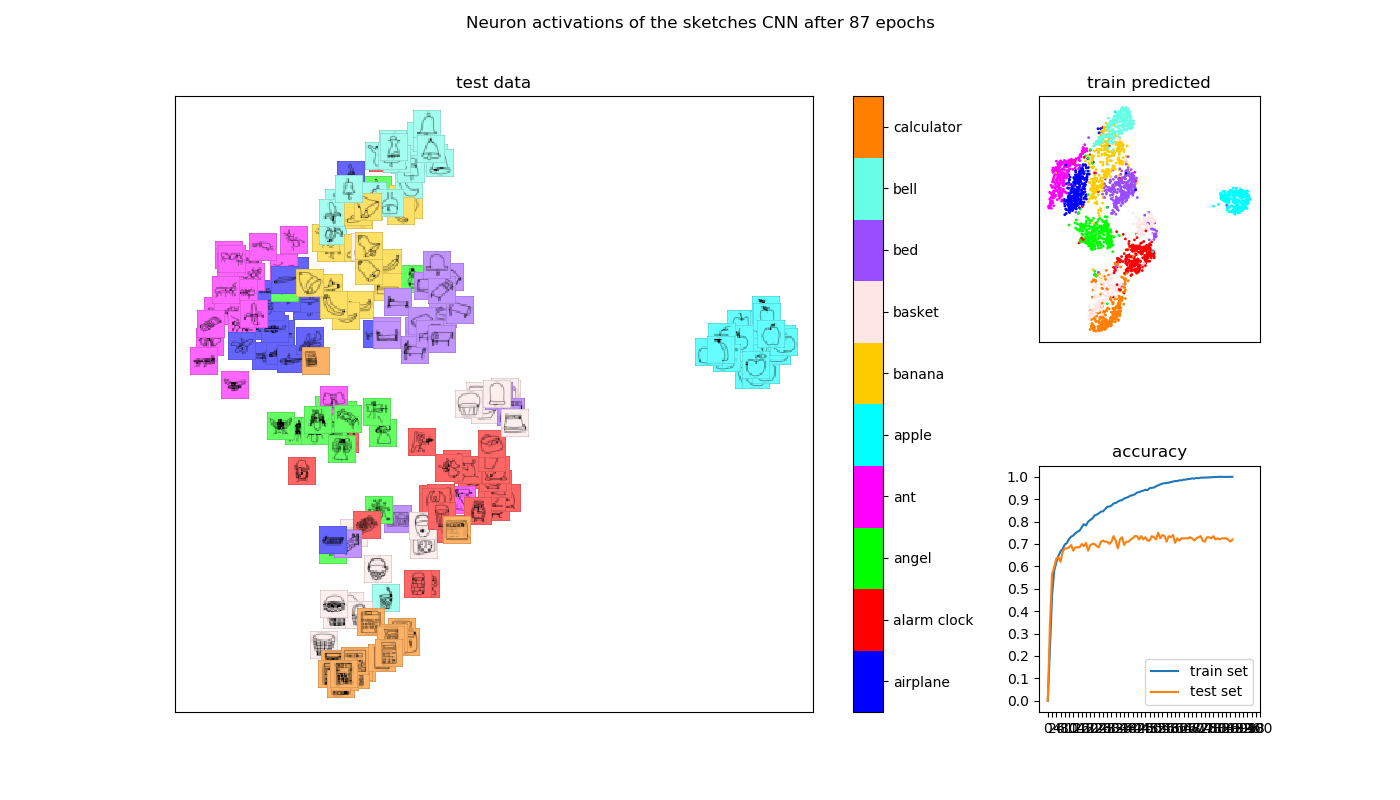 Neuron activations of the sketches CNN after 87 epochs
test data
calculator
bell
bed
basket
banana
apple
ant
angel
alarm clock
airplane
train predicted
accuracy
1.0
0.9
0.8
0.7
0.6
0.5
0.4
0.3
0.2
0.1
0.0
train set
test set